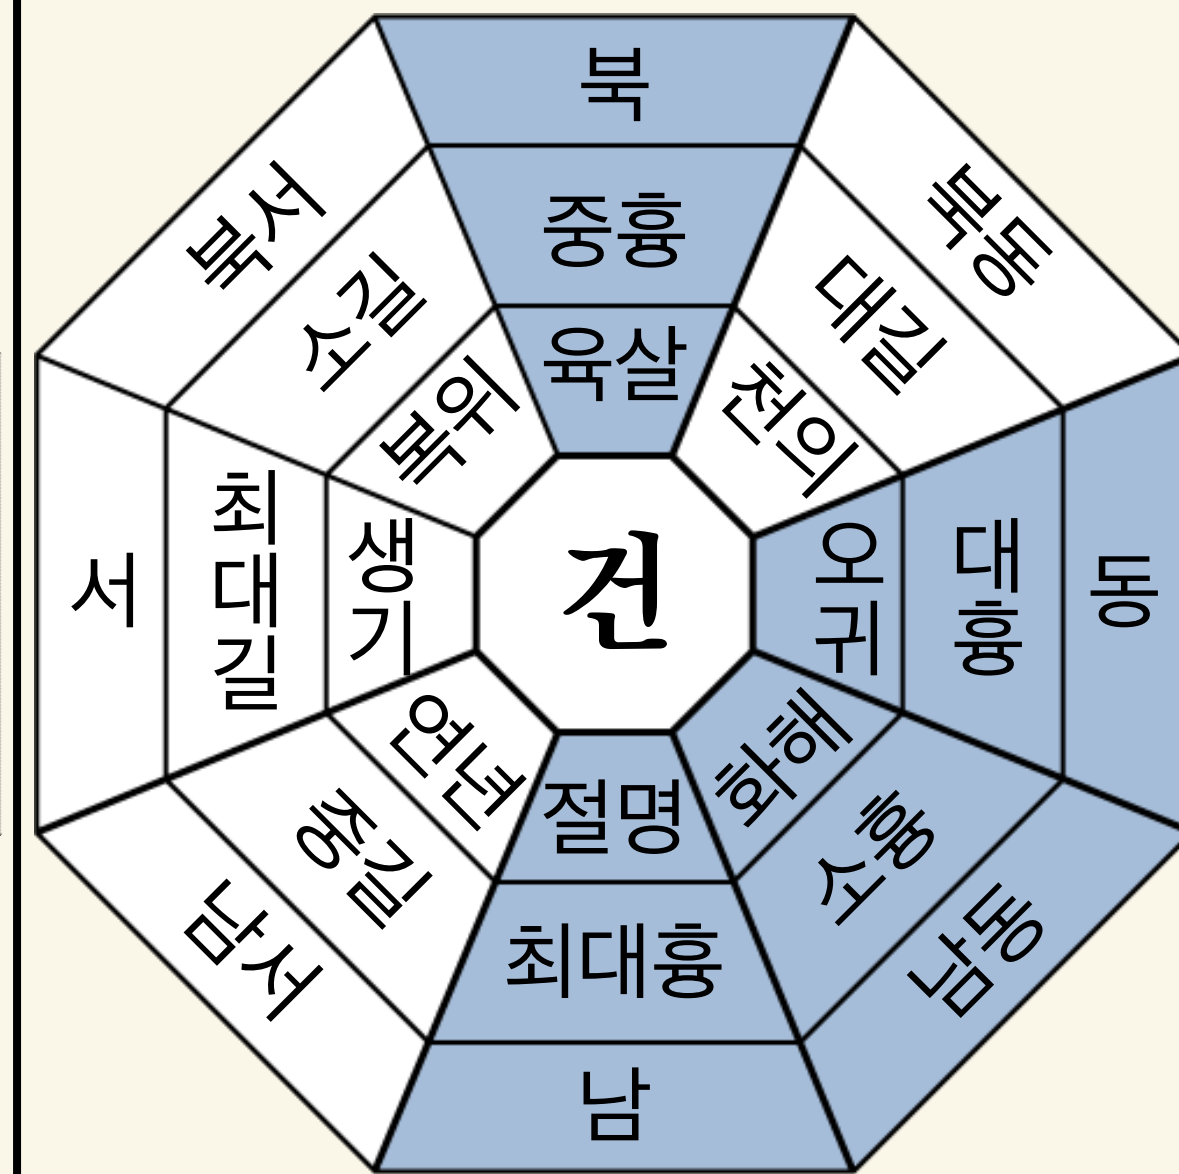 북
중흉
육살
북동
대길
천의
동
대흉
오귀
남동
소흉
화해
남
최대흉
절명
남서
중길
연년
서
최대길
생기
북서
소길
복위
건